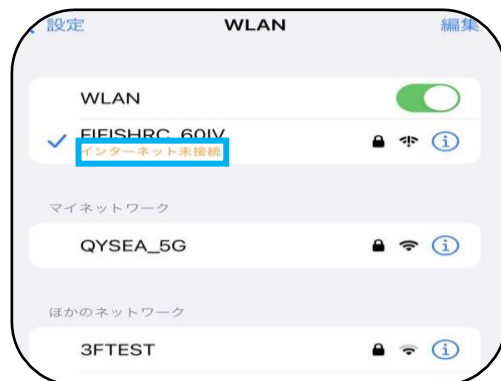 設定 WLAN 編集
WLAN
FIFISHRC_60IV
インターネット未接続
マイネットワーク
QYSEA_5G
ほかのネットワーク
3FTEST